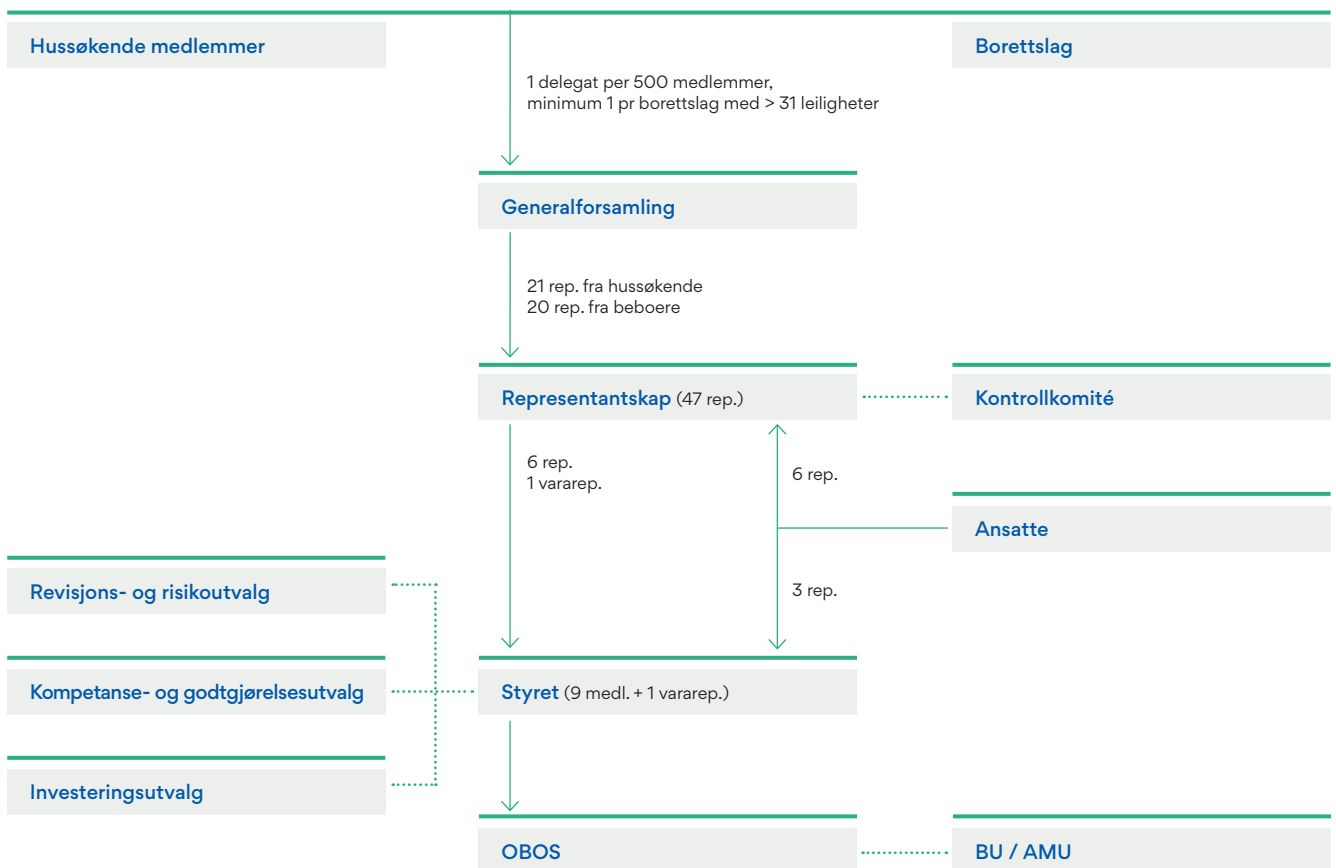 Hussøkende medlemmer
Borettslag
1 delegat per 500 medlemmer,
minimum 1 pr borettslag med > 31 leiligheter
Generalforsamling
21 rep. fra hussøkende
20 rep. fra beboere
Representantskap (47 rep.)
Kontrollkomité
6 rep.
1 vararep.
6 rep.
Ansatte
Revisjons- og risikoutvalg
3 rep.
Kompetanse- og godtgjørelsesutvalg
Styret (9 medl. + 1 vararep.)
Investeringsutvalg
OBOS
BU / AMU